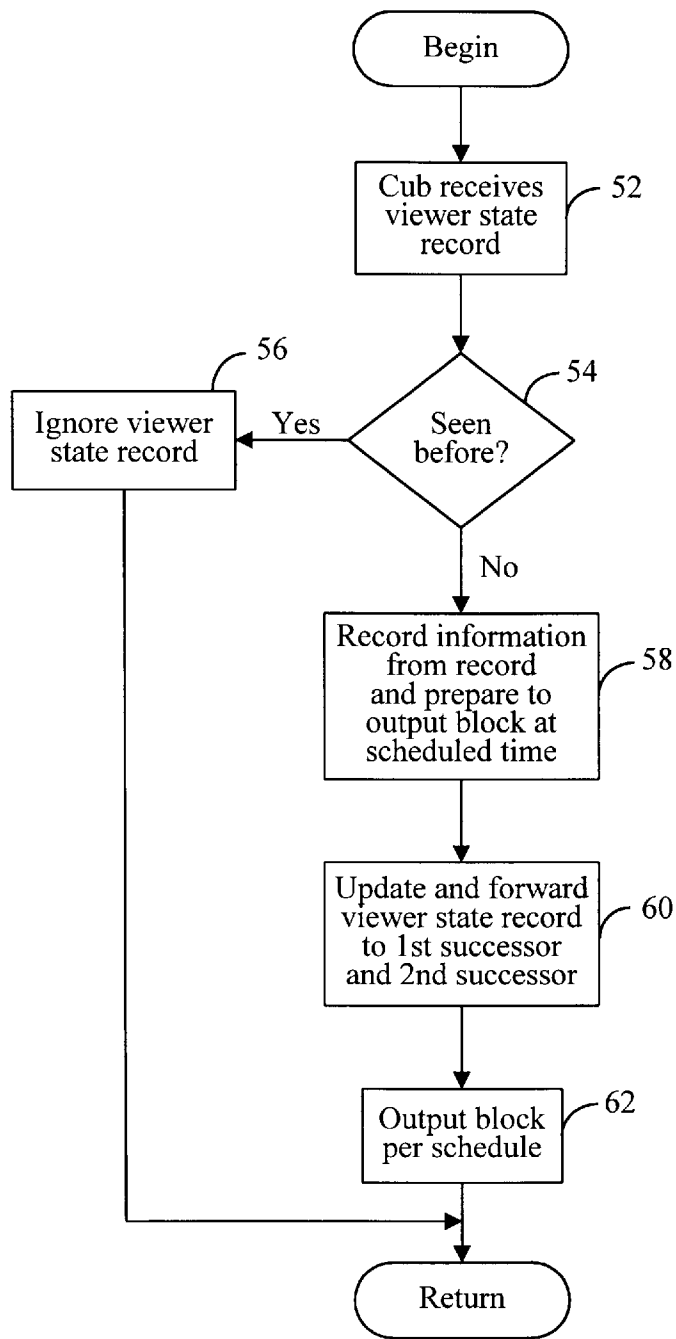 Begin
Cub receives
viewer state
record
52
54
Seen
before?
Yes
56
Ignore viewer
state record
No
Record information
from record
and prepare to
output block at
scheduled time
58
Update and forward
viewer state record
to 1st successor
and 2nd successor
60
Output block
per schedule
62
Return